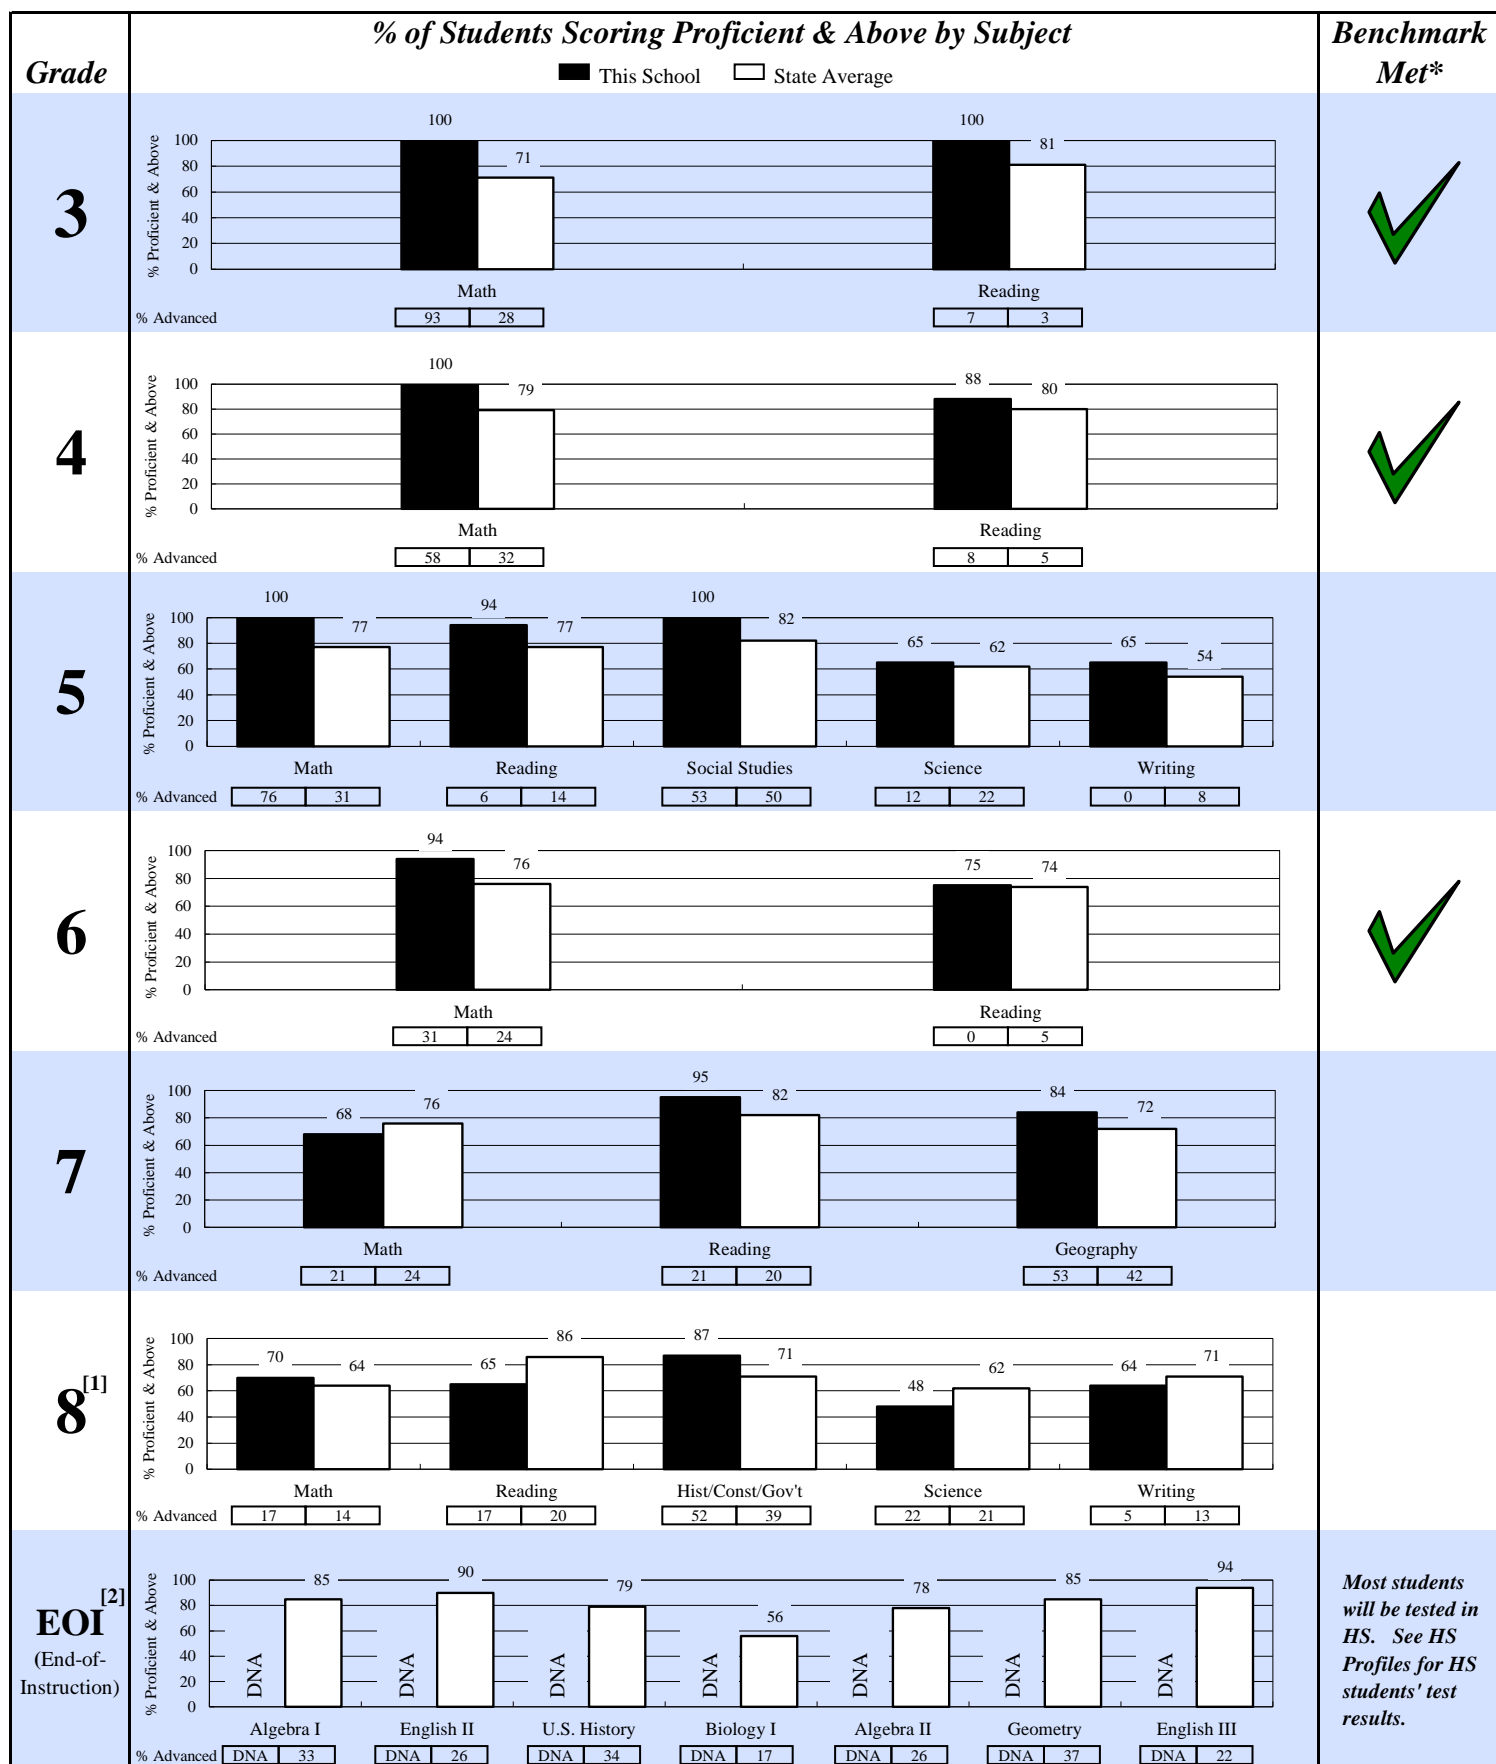 % of Students Scoring Proficient & Above by Subject
Benchmark
Met*
Grade
This School
State Average
3
% Proficient & Above
100
80
60
40
20
0
100
71
100
81
Math
Reading
% Advanced
93 28
7 3
4
% Proficient & Above
100
80
60
40
20
0
100
79
88
80
Math
Reading
% Advanced
58 32
8 5
5
% Proficient & Above
100
80
60
40
20
0
100
77
94
77
100
82
65
62
65
54
Math
Reading
Social Studies
Science
Writing
% Advanced
76 31
6 14
53 50
12 22
0 8
6
% Proficient & Above
100
80
60
40
20
0
94
76
75
74
Math
Reading
% Advanced
31 24
0 5
7
% Proficient & Above
100
80
60
40
20
0
68
76
95
82
84
72
Math
Reading
Geography
% Advanced
21 24
21 20
53 42
8[1]
% Proficient & Above
100
80
60
40
20
0
70
64
65
86
87
71
48
62
64
71
Math
Reading
Hist/Const/Gov't
Science
Writing
% Advanced
17 14
17 20
52 39
22 21
5 13
EOI[2]
(End-of-
Instruction)
% Proficient & Above
100
80
60
40
20
0
DNA
85
DNA
90
DNA
79
DNA
56
DNA
78
DNA
85
DNA
94
Algebra I
English II
U.S. History
Biology I
Algebra II
Geometry
English III
% Advanced
DNA 33
DNA 26
DNA 34
DNA 17
DNA 26
DNA 37
DNA 22
Most students
will be tested in
HS. See HS
Profiles for HS
students' test
results.